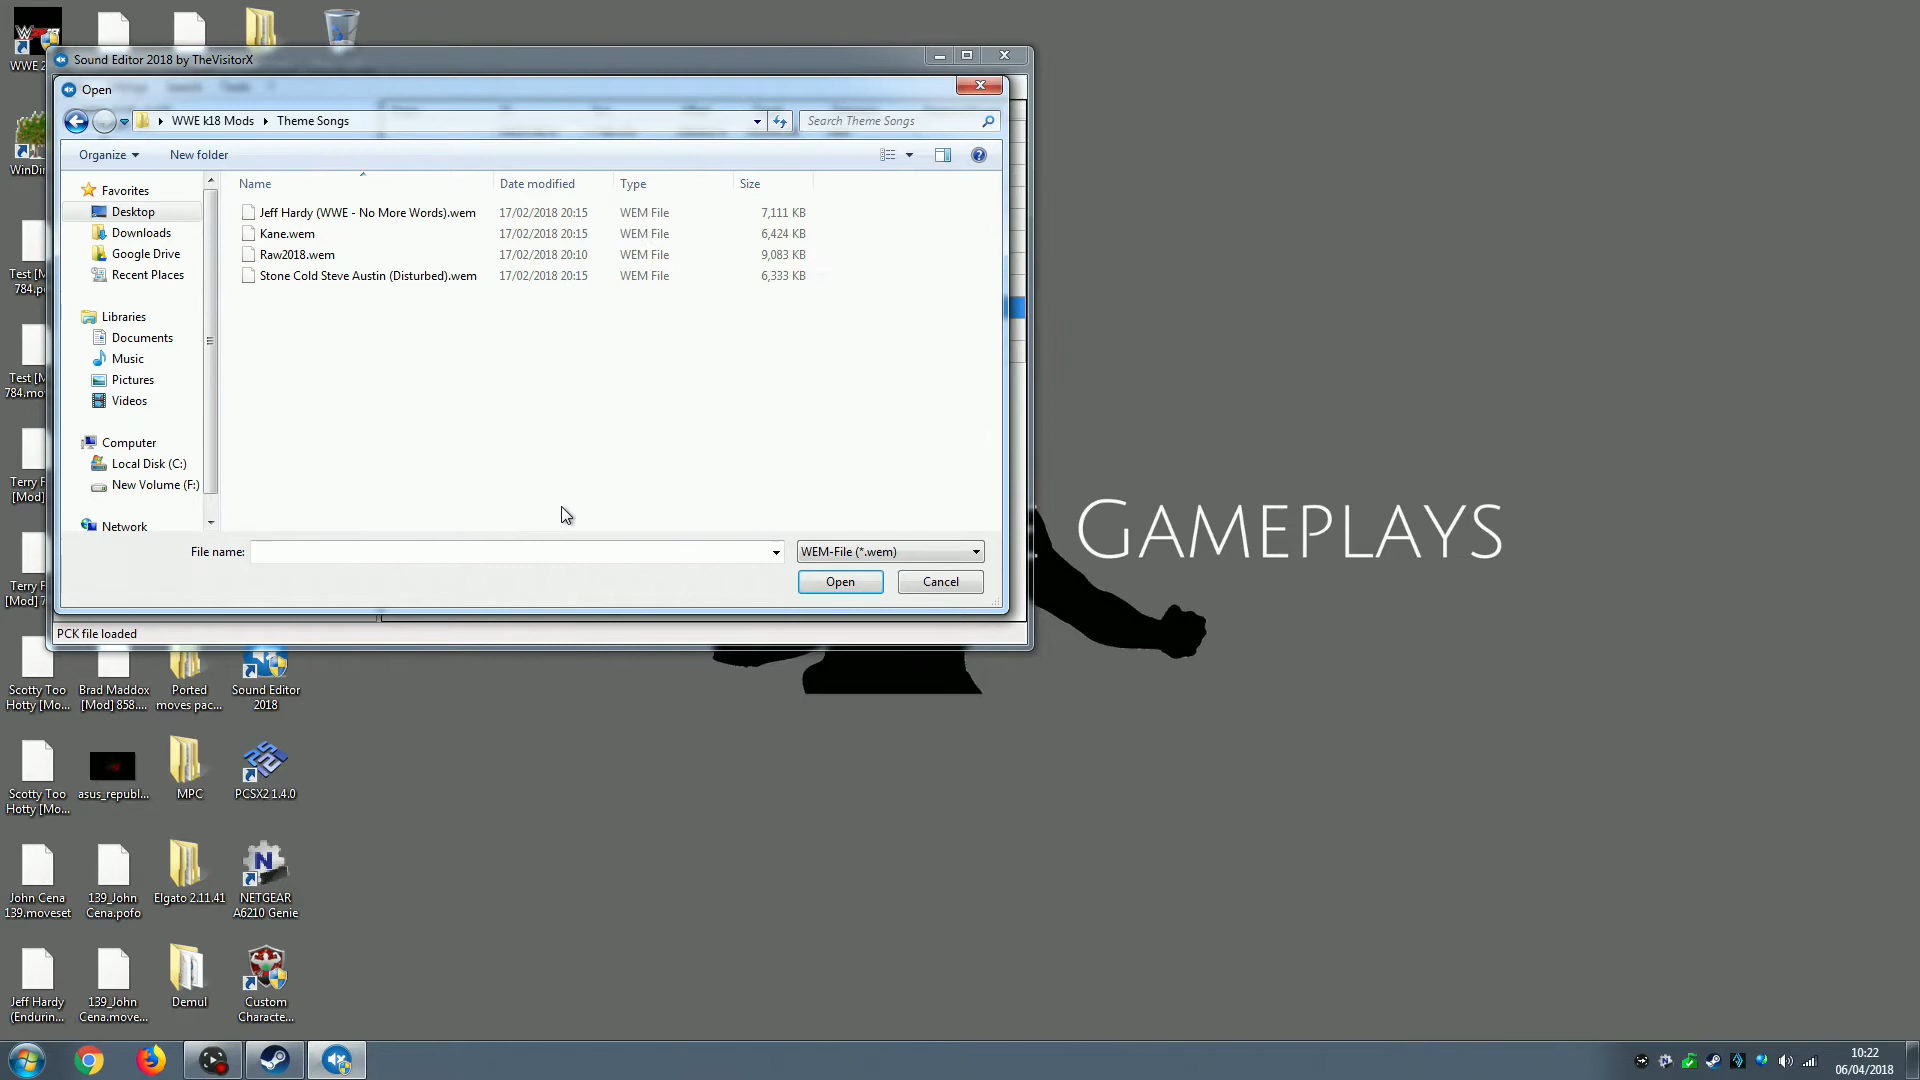 WWE 2
Sound Editor 2018 by TheVisitorX
Open
WWE k18 Mods
Theme Songs
Search Theme Songs
Organize
New folder
Name
Date modified
Type
Size
Favorites
Desktop
Downloads
Google Drive
Recent Places
Libraries
Documents
Music
Pictures
Videos
Computer
Local Disk (C:)
New Volume (F:)
Network
Jeff Hardy (WWE - No More Words).wem
17/02/2018 20:15
WEM File
7,111 KB
Kane.wem
17/02/2018 20:15
WEM File
6,424 KB
Raw2018.wem
17/02/2018 20:10
WEM File
9,083 KB
Stone Cold Steve Austin (Disturbed).wem
17/02/2018 20:15
WEM File
6,333 KB
File name:
WEM-File (*.wem)
Open
Cancel
PCK file loaded
GAMEPLAYS
WinDir
Test [M
784.p
Test [M
784.mo
Terry F
[Mod]
Terry F
[Mod] 7
Scotty Too
Hotty [Mo...
Brad Maddox
[Mod] 858....
Ported
moves pac...
Sound Editor
2018
Scotty Too
Hotty [Mo...
asus_republ...
MPC
PCSX2 1.4.0
John Cena
139.moveset
139_John
Cena.pofo
Elgato 2.11.41
NETGEAR
A6210 Genie
Jeff Hardy
(Endurin...
139_John
Cena.move...
Demul
Custom
Characte...
10:22
06/04/2018